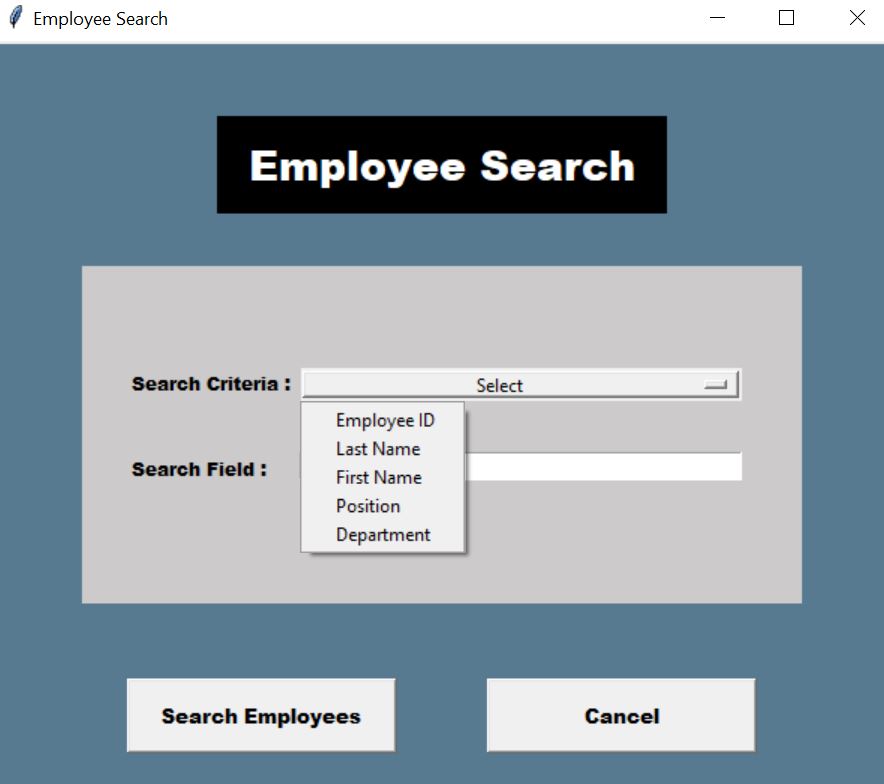 Employee Search
Employee Search
Search Criteria : Select
Employee ID
Last Name
Search Field :
First Name
Position
Department
Search Employees
Cancel